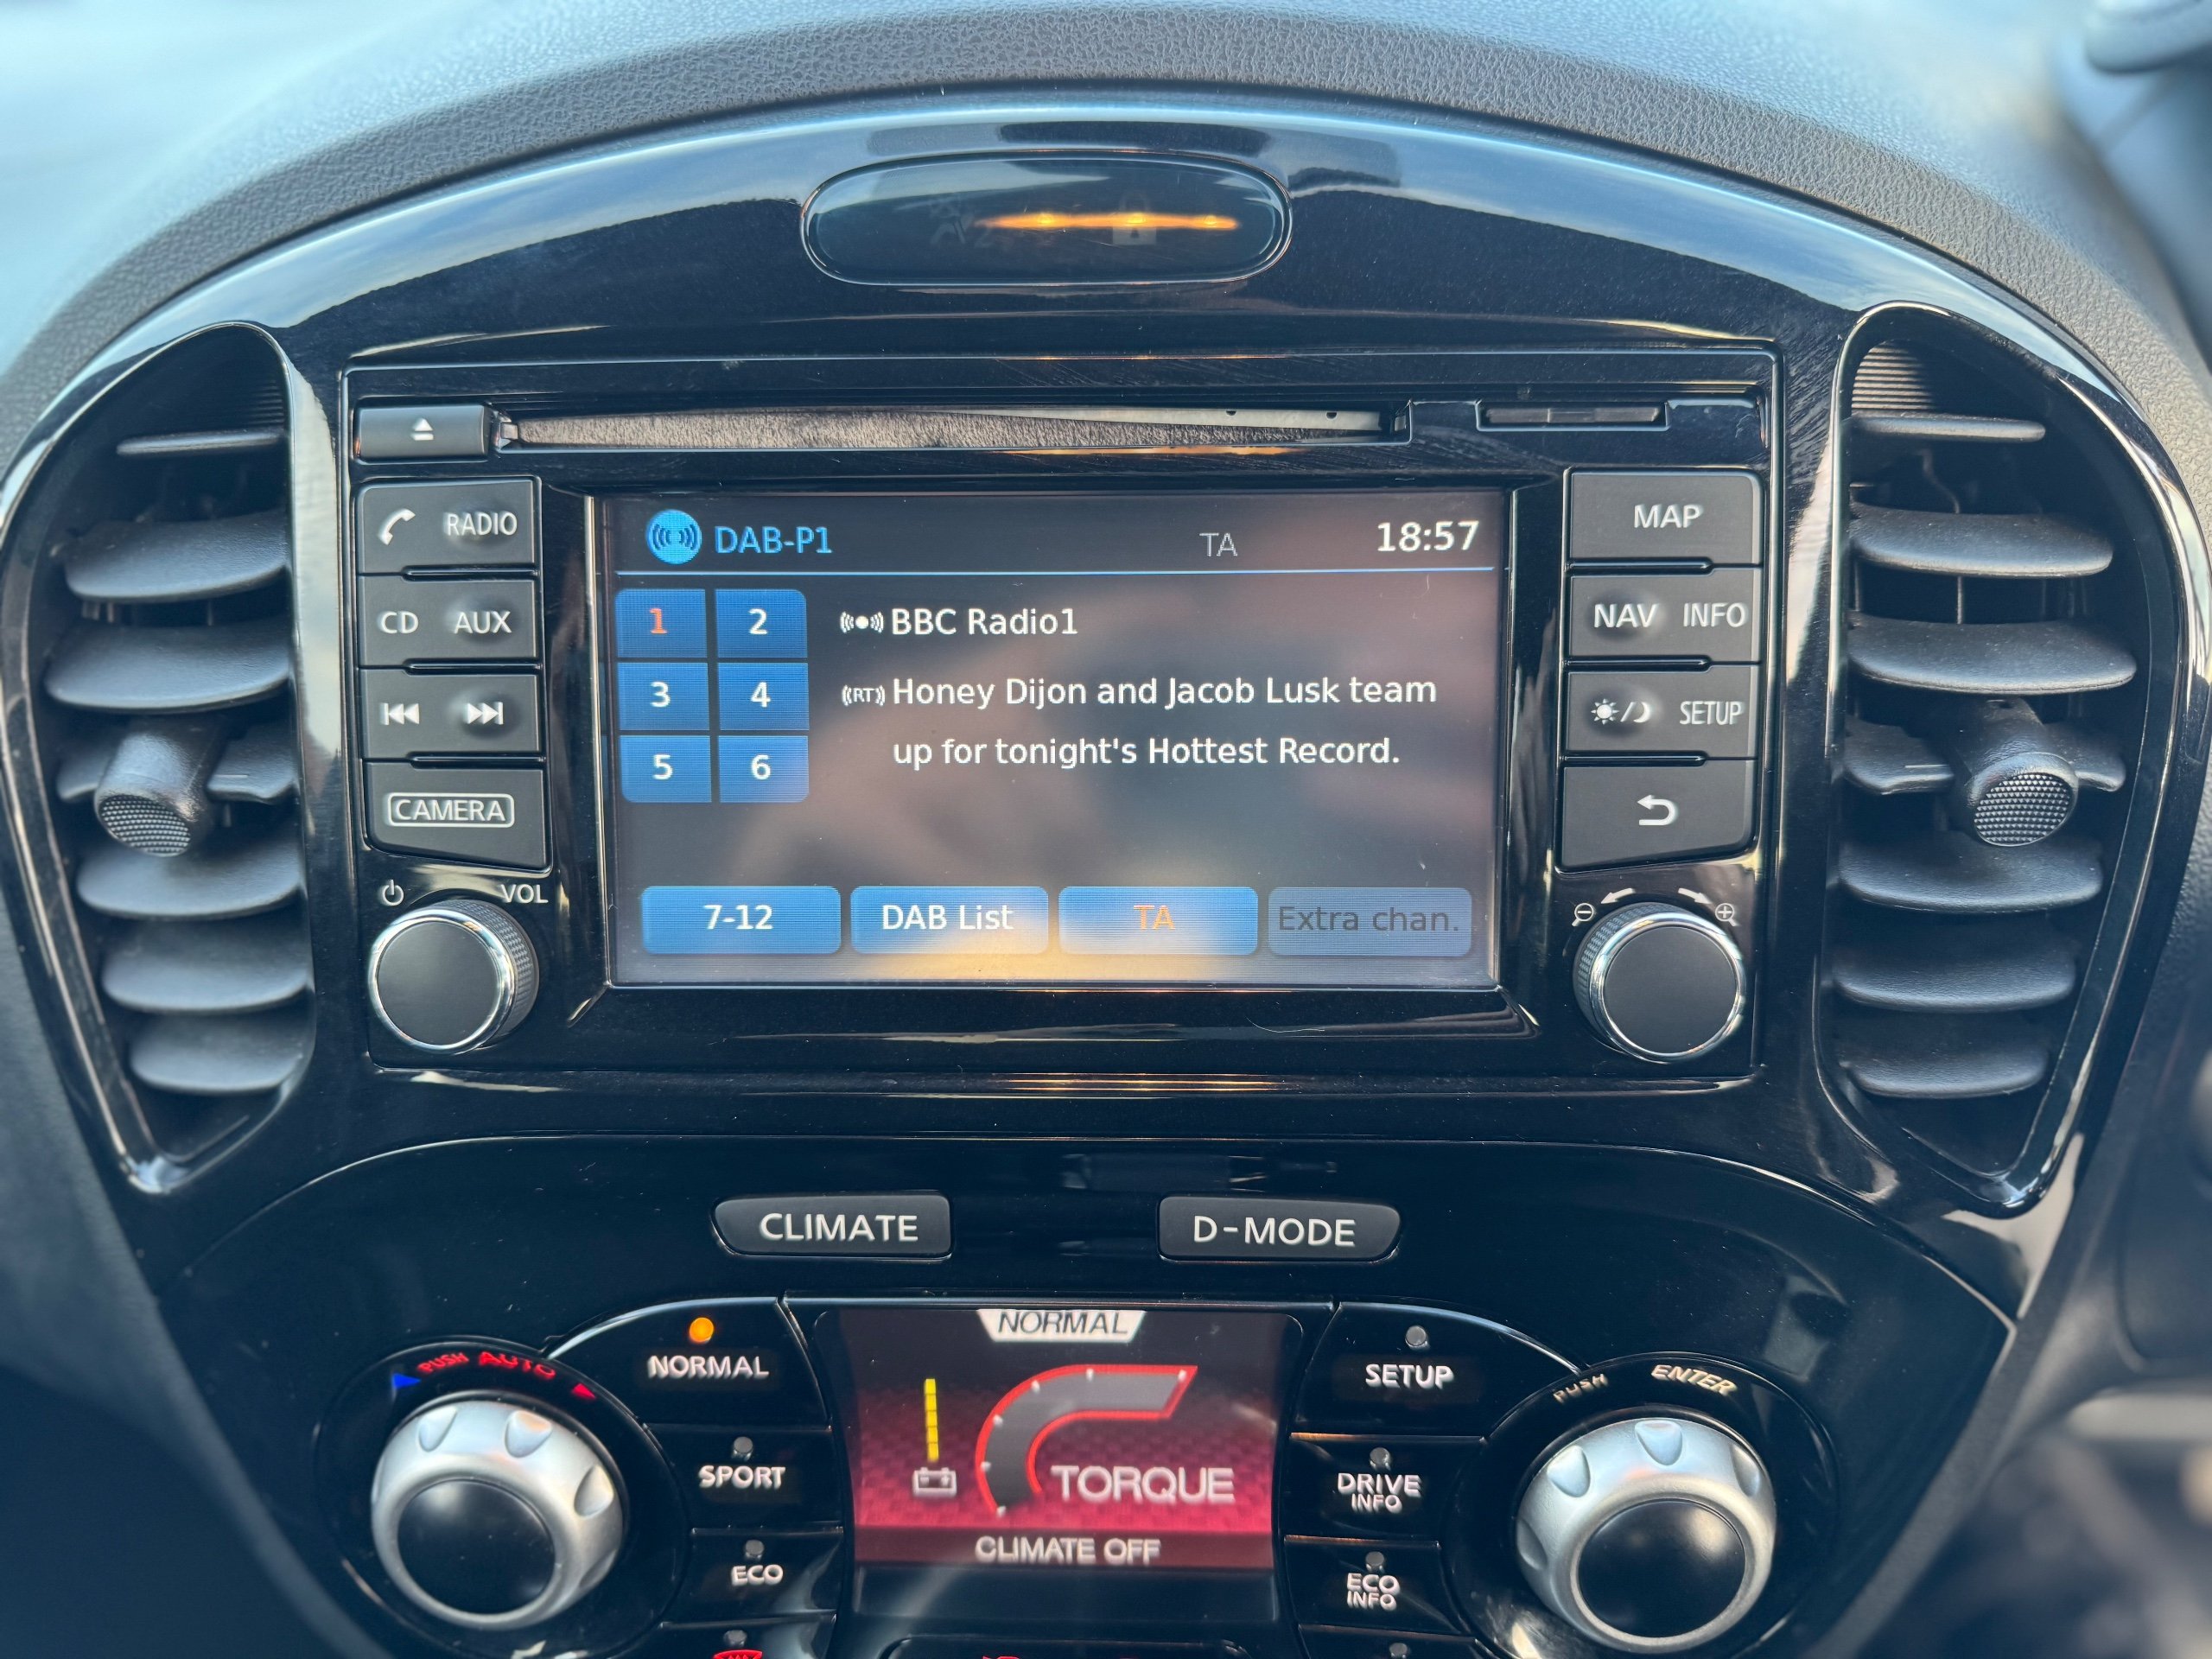 DAB-P1 TA 18:57
1 2 BBC Radio1
3 4 RT Honey Dijon and Jacob Lusk team
up for tonight's Hottest Record.
5 6
7-12 DAB List TA Extra chan.
RADIO
CD AUX
CAMERA
VOL
MAP
NAV INFO
SETUP
CLIMATE D-MODE
NORMAL
PUSH AUTO
NORMAL
SPORT
ECO
TORQUE
CLIMATE OFF
SETUP
DRIVE
INFO
ECO
INFO
PUSH ENTER